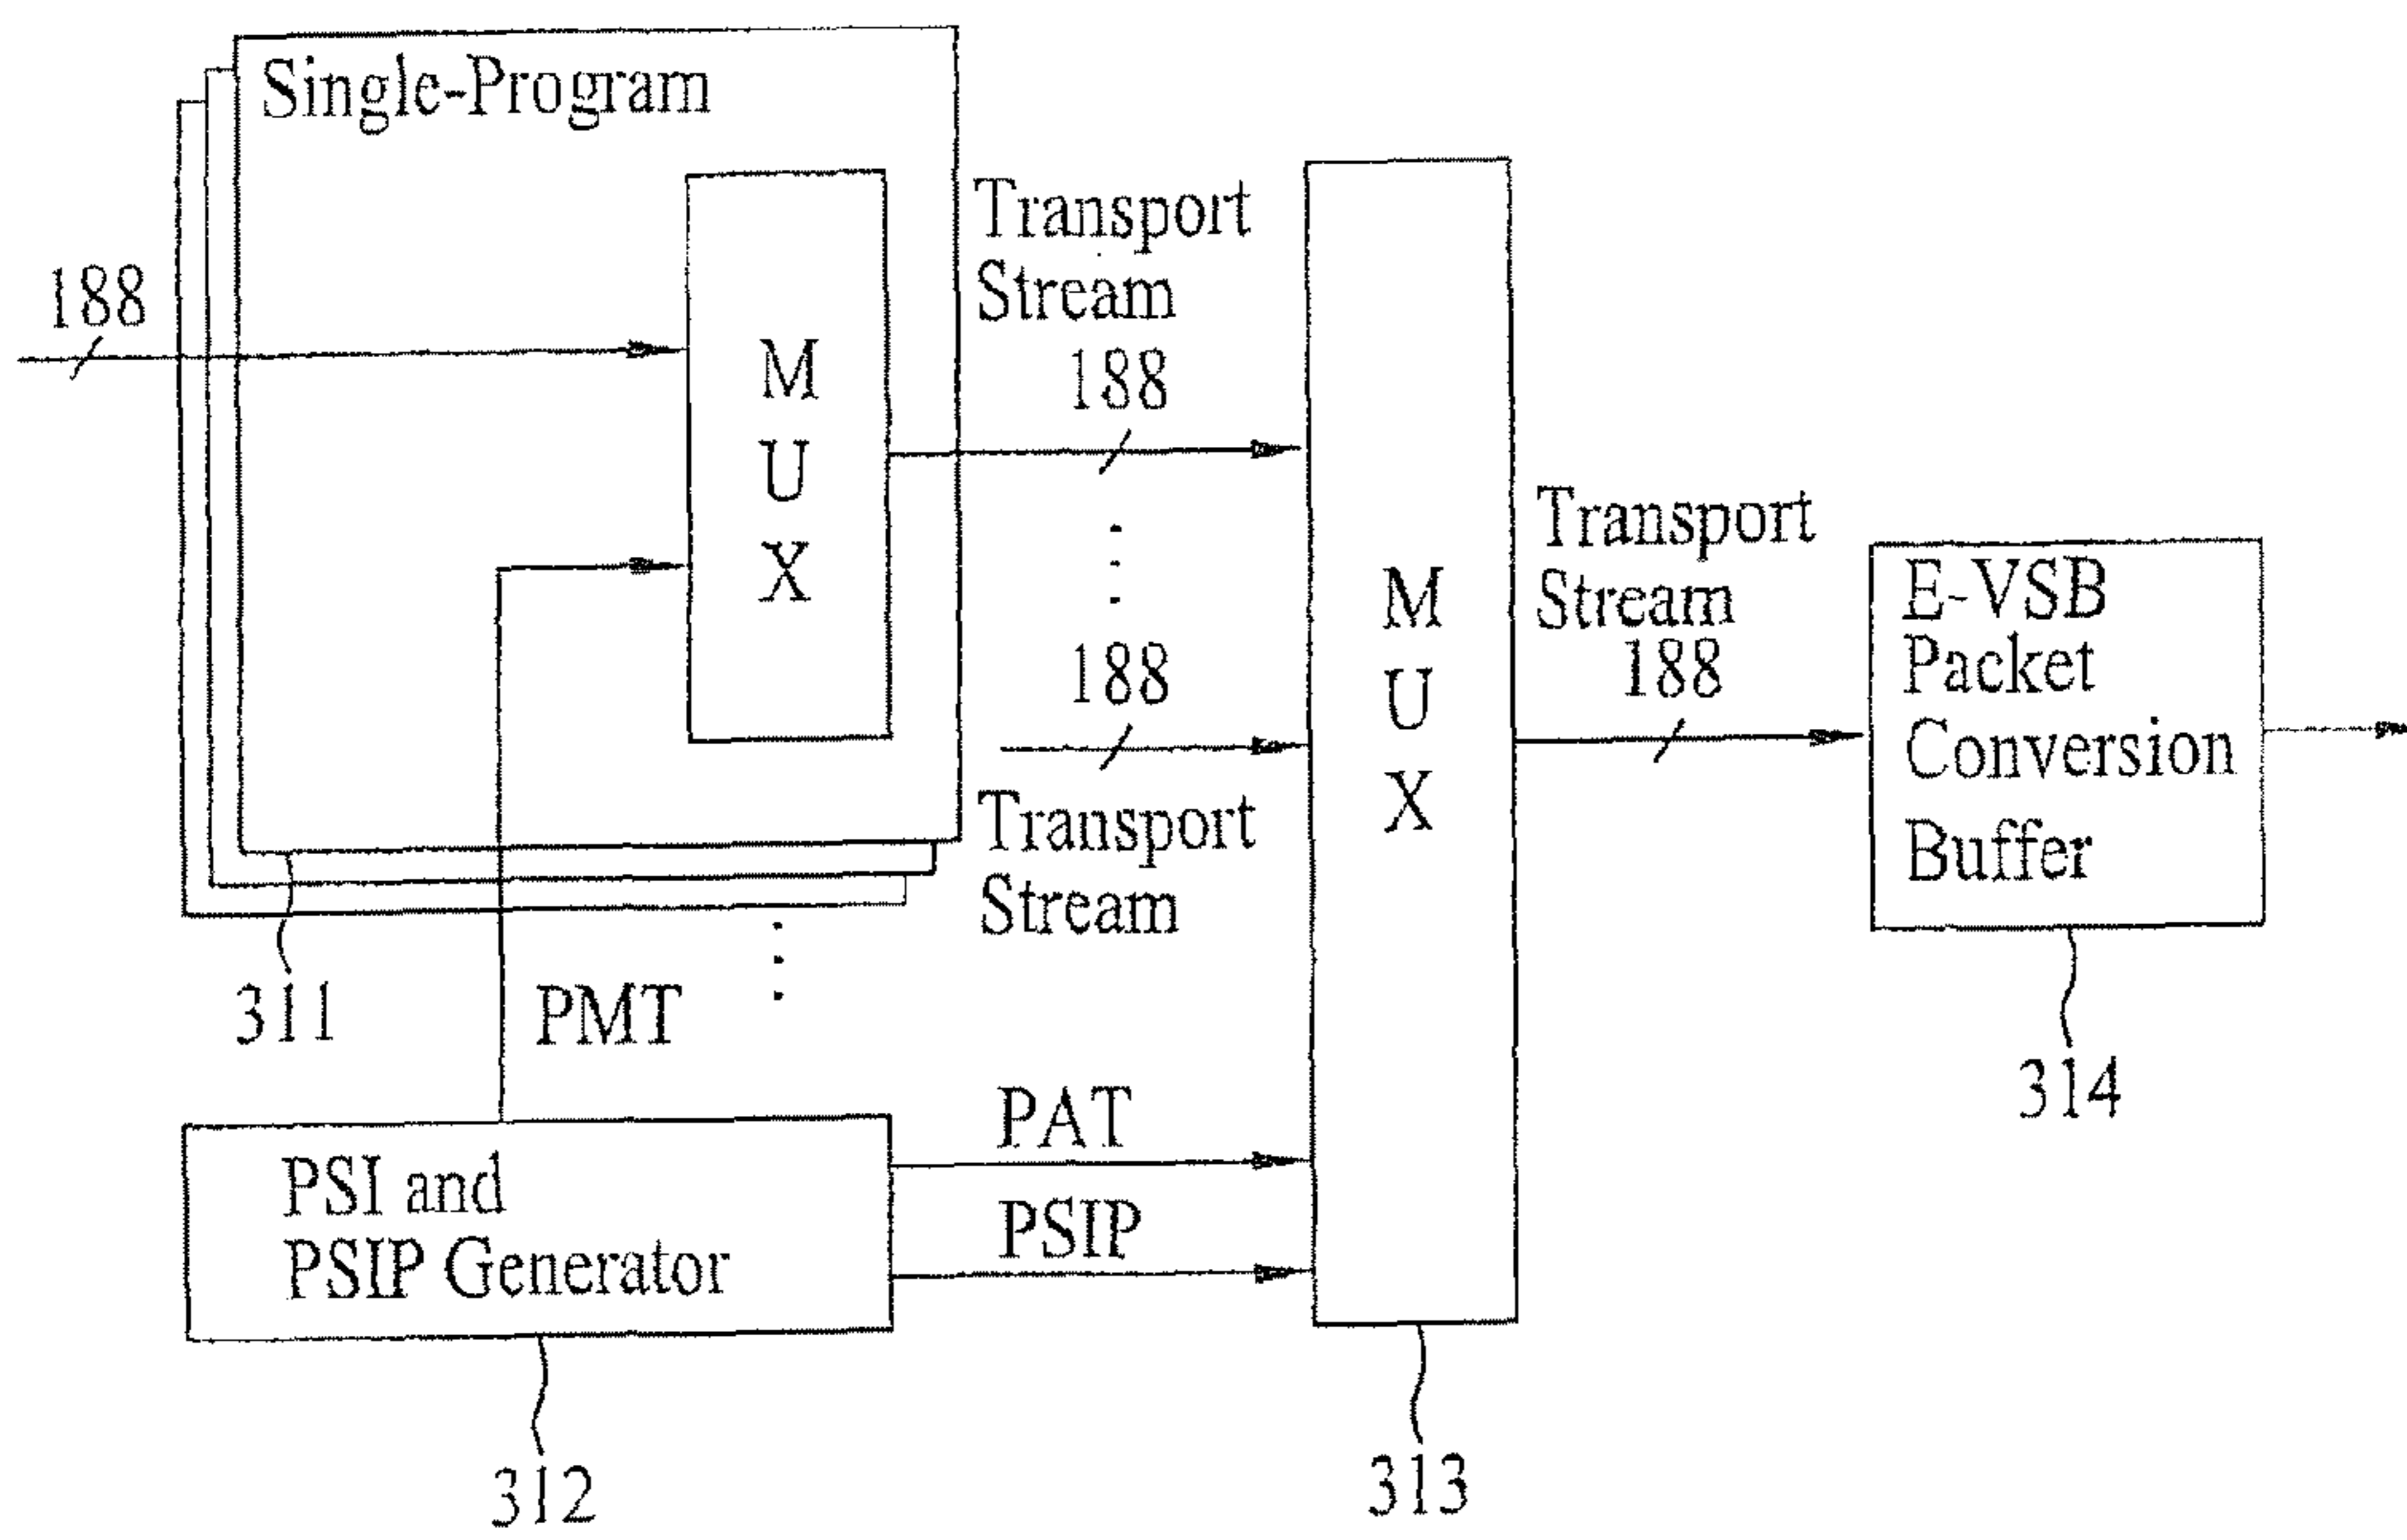 Single-Program
188
M
U
X
Transport
Stream
188
188
Transport
Stream
M
U
X
Transport
Stream
188
E-VSB
Packet
Conversion
Buffer
311
PMT
314
PSI and
PSIP Generator
PAT
PSIP
312
313